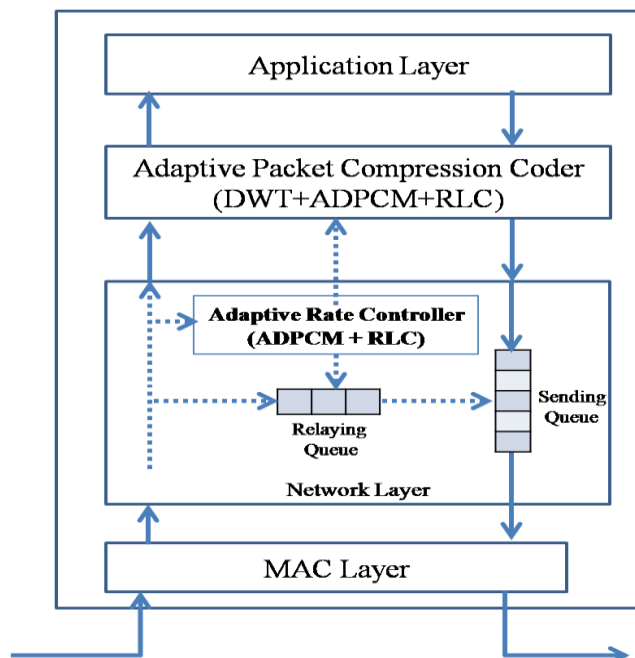 Application Layer
Adaptive Packet Compression Coder
(DWT+ADPCM+RLC)
Adaptive Rate Controller
(ADPCM + RLC)
Relaying
Queue
Sending
Queue
Network Layer
MAC Layer